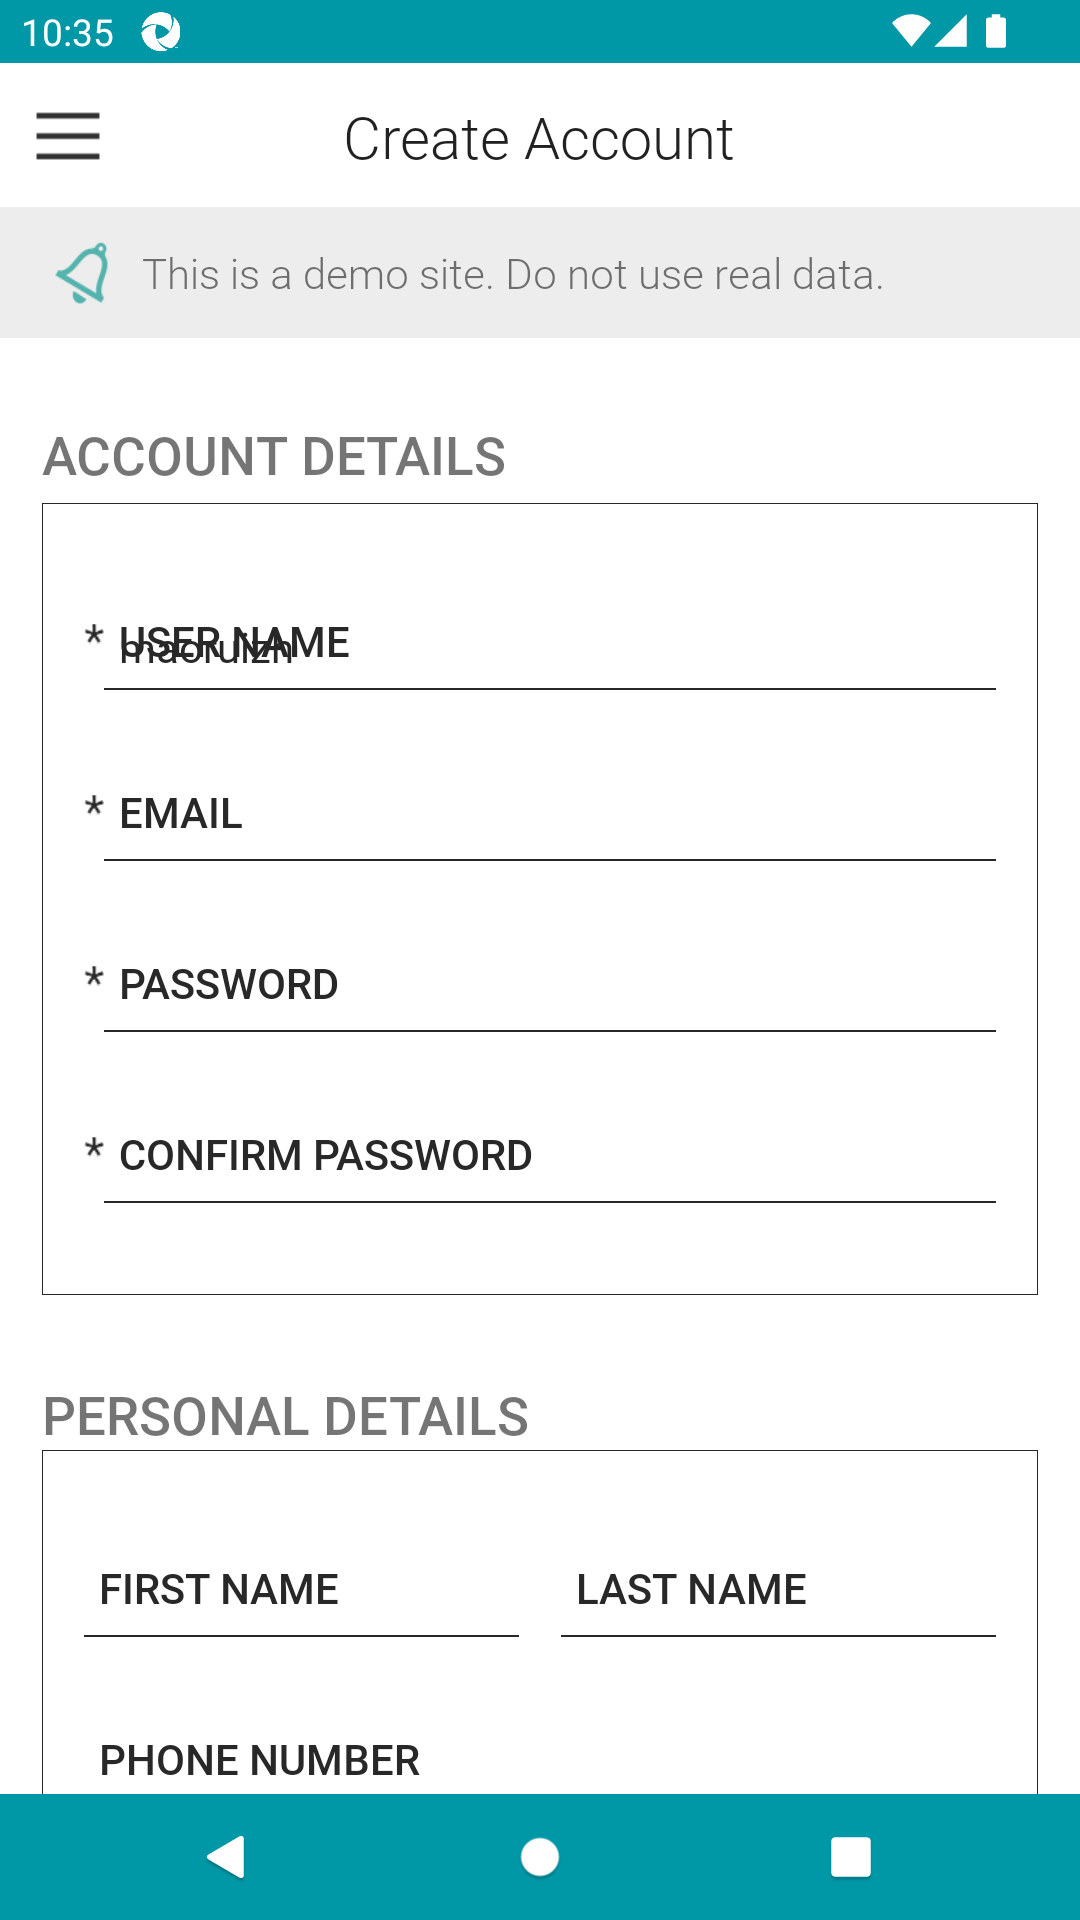 10:35
Create Account
This is a demo site. Do not use real data.
ACCOUNT DETAILS
* USER NAME
maoruizh
* EMAIL
* PASSWORD
* CONFIRM PASSWORD
PERSONAL DETAILS
FIRST NAME LAST NAME
PHONE NUMBER